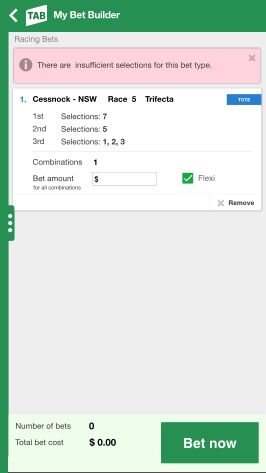 TAB My Bet Builder
Racing Bets
There are insufficient selections for this bet type.
1. Cessnock - NSW Race 5 Trifecta TOTE
1st Selections: 7
2nd Selections: 5
3rd Selections: 1, 2, 3
Combinations 1
Bet amount $ Flexi
for all combinations
Remove
Number of bets 0
Total bet cost $ 0.00
Bet now